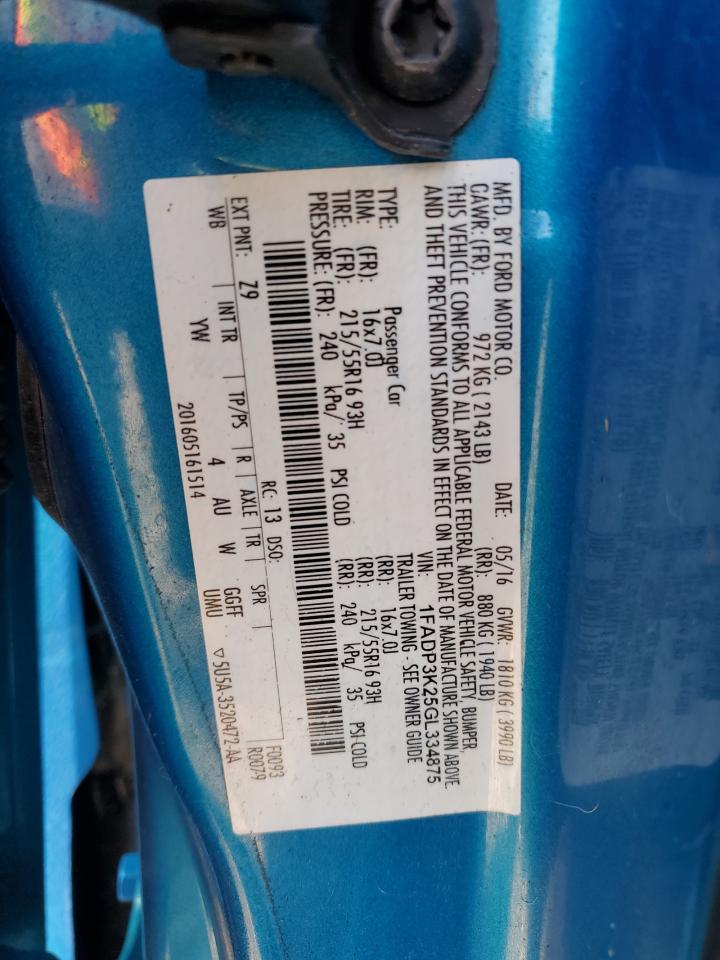 MFD. BY FORD MOTOR CO.
DATE: 05/16 GVWR: 1810 KG ( 3990 LB)
GAWR: (FR): 972 KG ( 2143 LB) (RR): 880 KG ( 1940 LB)
THIS VEHICLE CONFORMS TO ALL APPLICABLE FEDERAL MOTOR VEHICLE SAFETY, BUMPER,
AND THEFT PREVENTION STANDARDS IN EFFECT ON THE DATE OF MANUFACTURE SHOWN ABOVE.
VIN: 1FADP3K25GL334875
TYPE: Passenger Car TRAILER TOWING - SEE OWNER GUIDE
RIM: (FR): 16x7.0J (RR): 16x7.0J
TIRE: (FR): 215/55R16 93H (RR): 215/55R16 93H
PRESSURE: (FR): 240 kPa/ 35 PSI COLD (RR): 240 kPa/ 35 PSI COLD
EXT PNT: Z9 RC: 13 DSO: F0093
WB INT TR TP/PS R AXLE TR SPR R0079
YW 4 AU W GGFF
201605161514 UMU ▽5U5A-3520472-AA